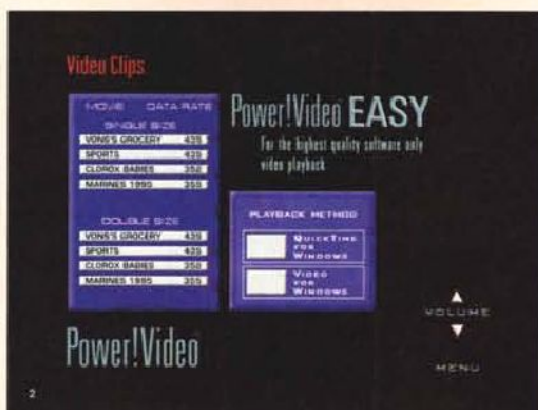 Video Clips
MOVIE DATA RATE
SINGLE SIZE
VONS'S GROCERY 425
SPORTS 425
CLOROX BABIES 350
MARINES 1995 355
DOUBLE SIZE
VONS'S GROCERY 425
SPORTS 425
CLOROX BABIES 350
MARINES 1995 355
Power!Video EASY
For the highest quality software only
video playback
PLAYBACK METHOD
QUICKTIME
FOR
WINDOWS
VIDEO
FOR
WINDOWS
Power!Video
VOLUME
MENU
2